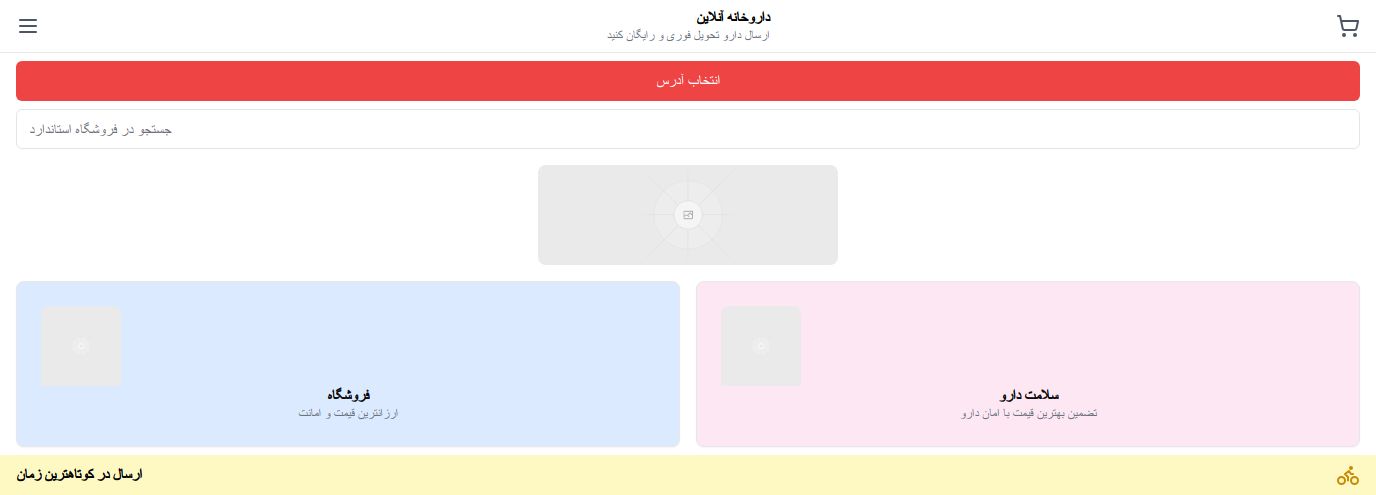 داروخانه آنلاین
ارسال دارو تحویل فوری و رایگان کنید
انتخاب آدرس
جستجو در فروشگاه استاندارد
سلامت دارو
تضمین بهترین قیمت با امان دارو
فروشگاه
ارزانترین قیمت و امانت
ارسال در کوتاهترین زمان